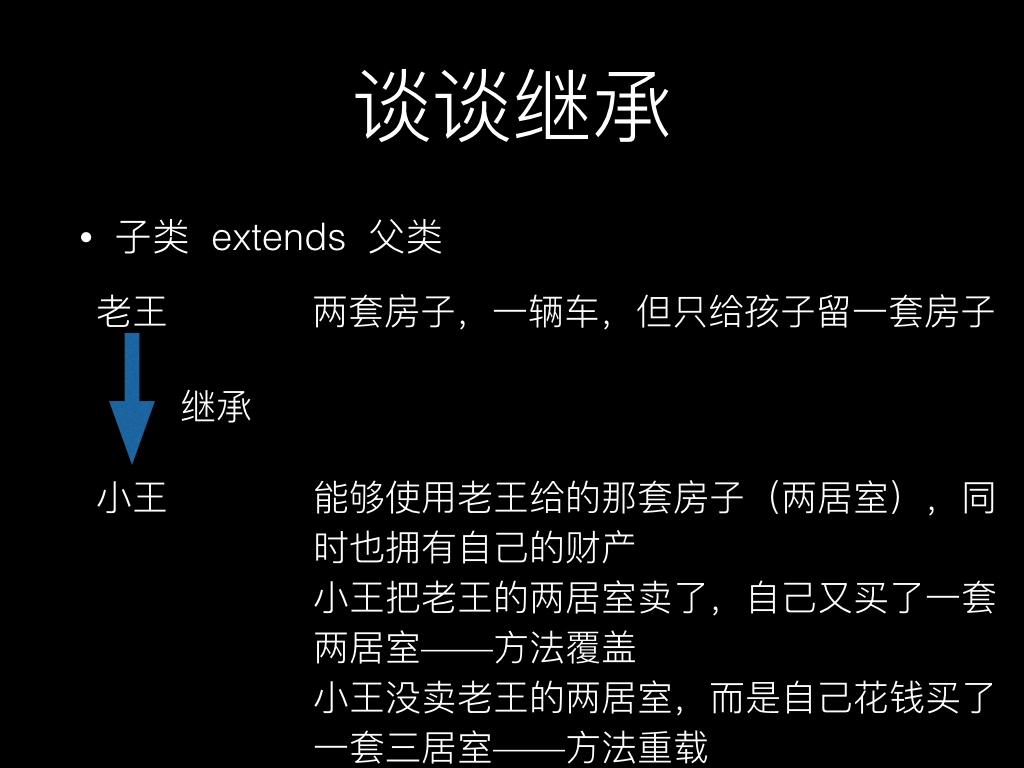 谈谈继承
• 子类 extends 父类
老王 两套房子，一辆车，但只给孩子留一套房子
继承
小王 能够使用老王给的那套房子（两居室），同
时也拥有自己的财产
小王把老王的两居室卖了，自己又买了一套
两居室——方法覆盖
小王没卖老王的两居室，而是自己花钱买了
一套三居室——方法重载